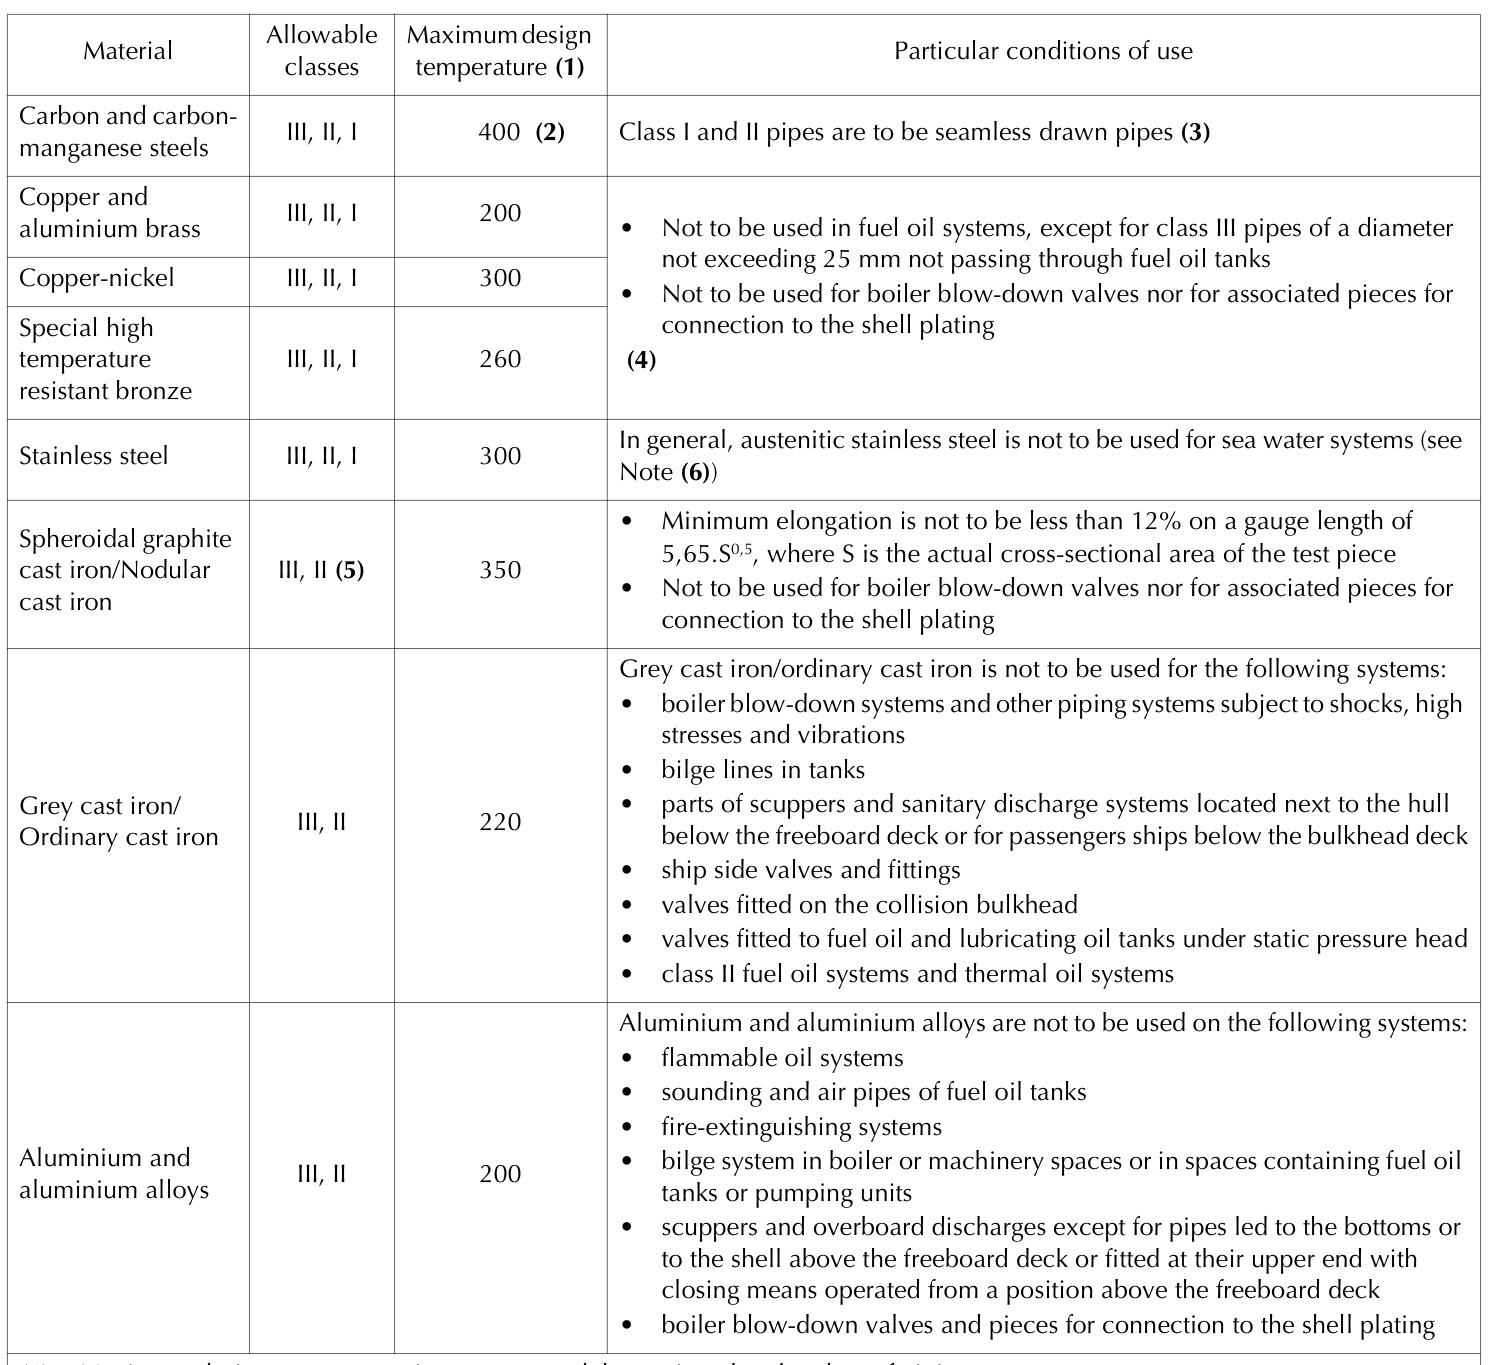 Material
Allowable
classes
Maximum design
temperature (1)
Particular conditions of use
Carbon and carbon-
manganese steels
III, II, I
400 (2)
Class I and II pipes are to be seamless drawn pipes (3)
Copper and
aluminium brass
III, II, I
200
• Not to be used in fuel oil systems, except for class III pipes of a diameter
not exceeding 25 mm not passing through fuel oil tanks
• Not to be used for boiler blow-down valves nor for associated pieces for
connection to the shell plating
(4)
Copper-nickel
III, II, I
300
Special high
temperature
resistant bronze
III, II, I
260
Stainless steel
III, II, I
300
In general, austenitic stainless steel is not to be used for sea water systems (see
Note (6))
Spheroidal graphite
cast iron/Nodular
cast iron
III, II (5)
350
• Minimum elongation is not to be less than 12% on a gauge length of
5,65.S0,5, where S is the actual cross-sectional area of the test piece
• Not to be used for boiler blow-down valves nor for associated pieces for
connection to the shell plating
Grey cast iron/
Ordinary cast iron
III, II
220
Grey cast iron/ordinary cast iron is not to be used for the following systems:
• boiler blow-down systems and other piping systems subject to shocks, high
stresses and vibrations
• bilge lines in tanks
• parts of scuppers and sanitary discharge systems located next to the hull
below the freeboard deck or for passengers ships below the bulkhead deck
• ship side valves and fittings
• valves fitted on the collision bulkhead
• valves fitted to fuel oil and lubricating oil tanks under static pressure head
• class II fuel oil systems and thermal oil systems
Aluminium and
aluminium alloys
III, II
200
Aluminium and aluminium alloys are not to be used on the following systems:
• flammable oil systems
• sounding and air pipes of fuel oil tanks
• fire-extinguishing systems
• bilge system in boiler or machinery spaces or in spaces containing fuel oil
tanks or pumping units
• scuppers and overboard discharges except for pipes led to the bottoms or
to the shell above the freeboard deck or fitted at their upper end with
closing means operated from a position above the freeboard deck
• boiler blow-down valves and pieces for connection to the shell plating